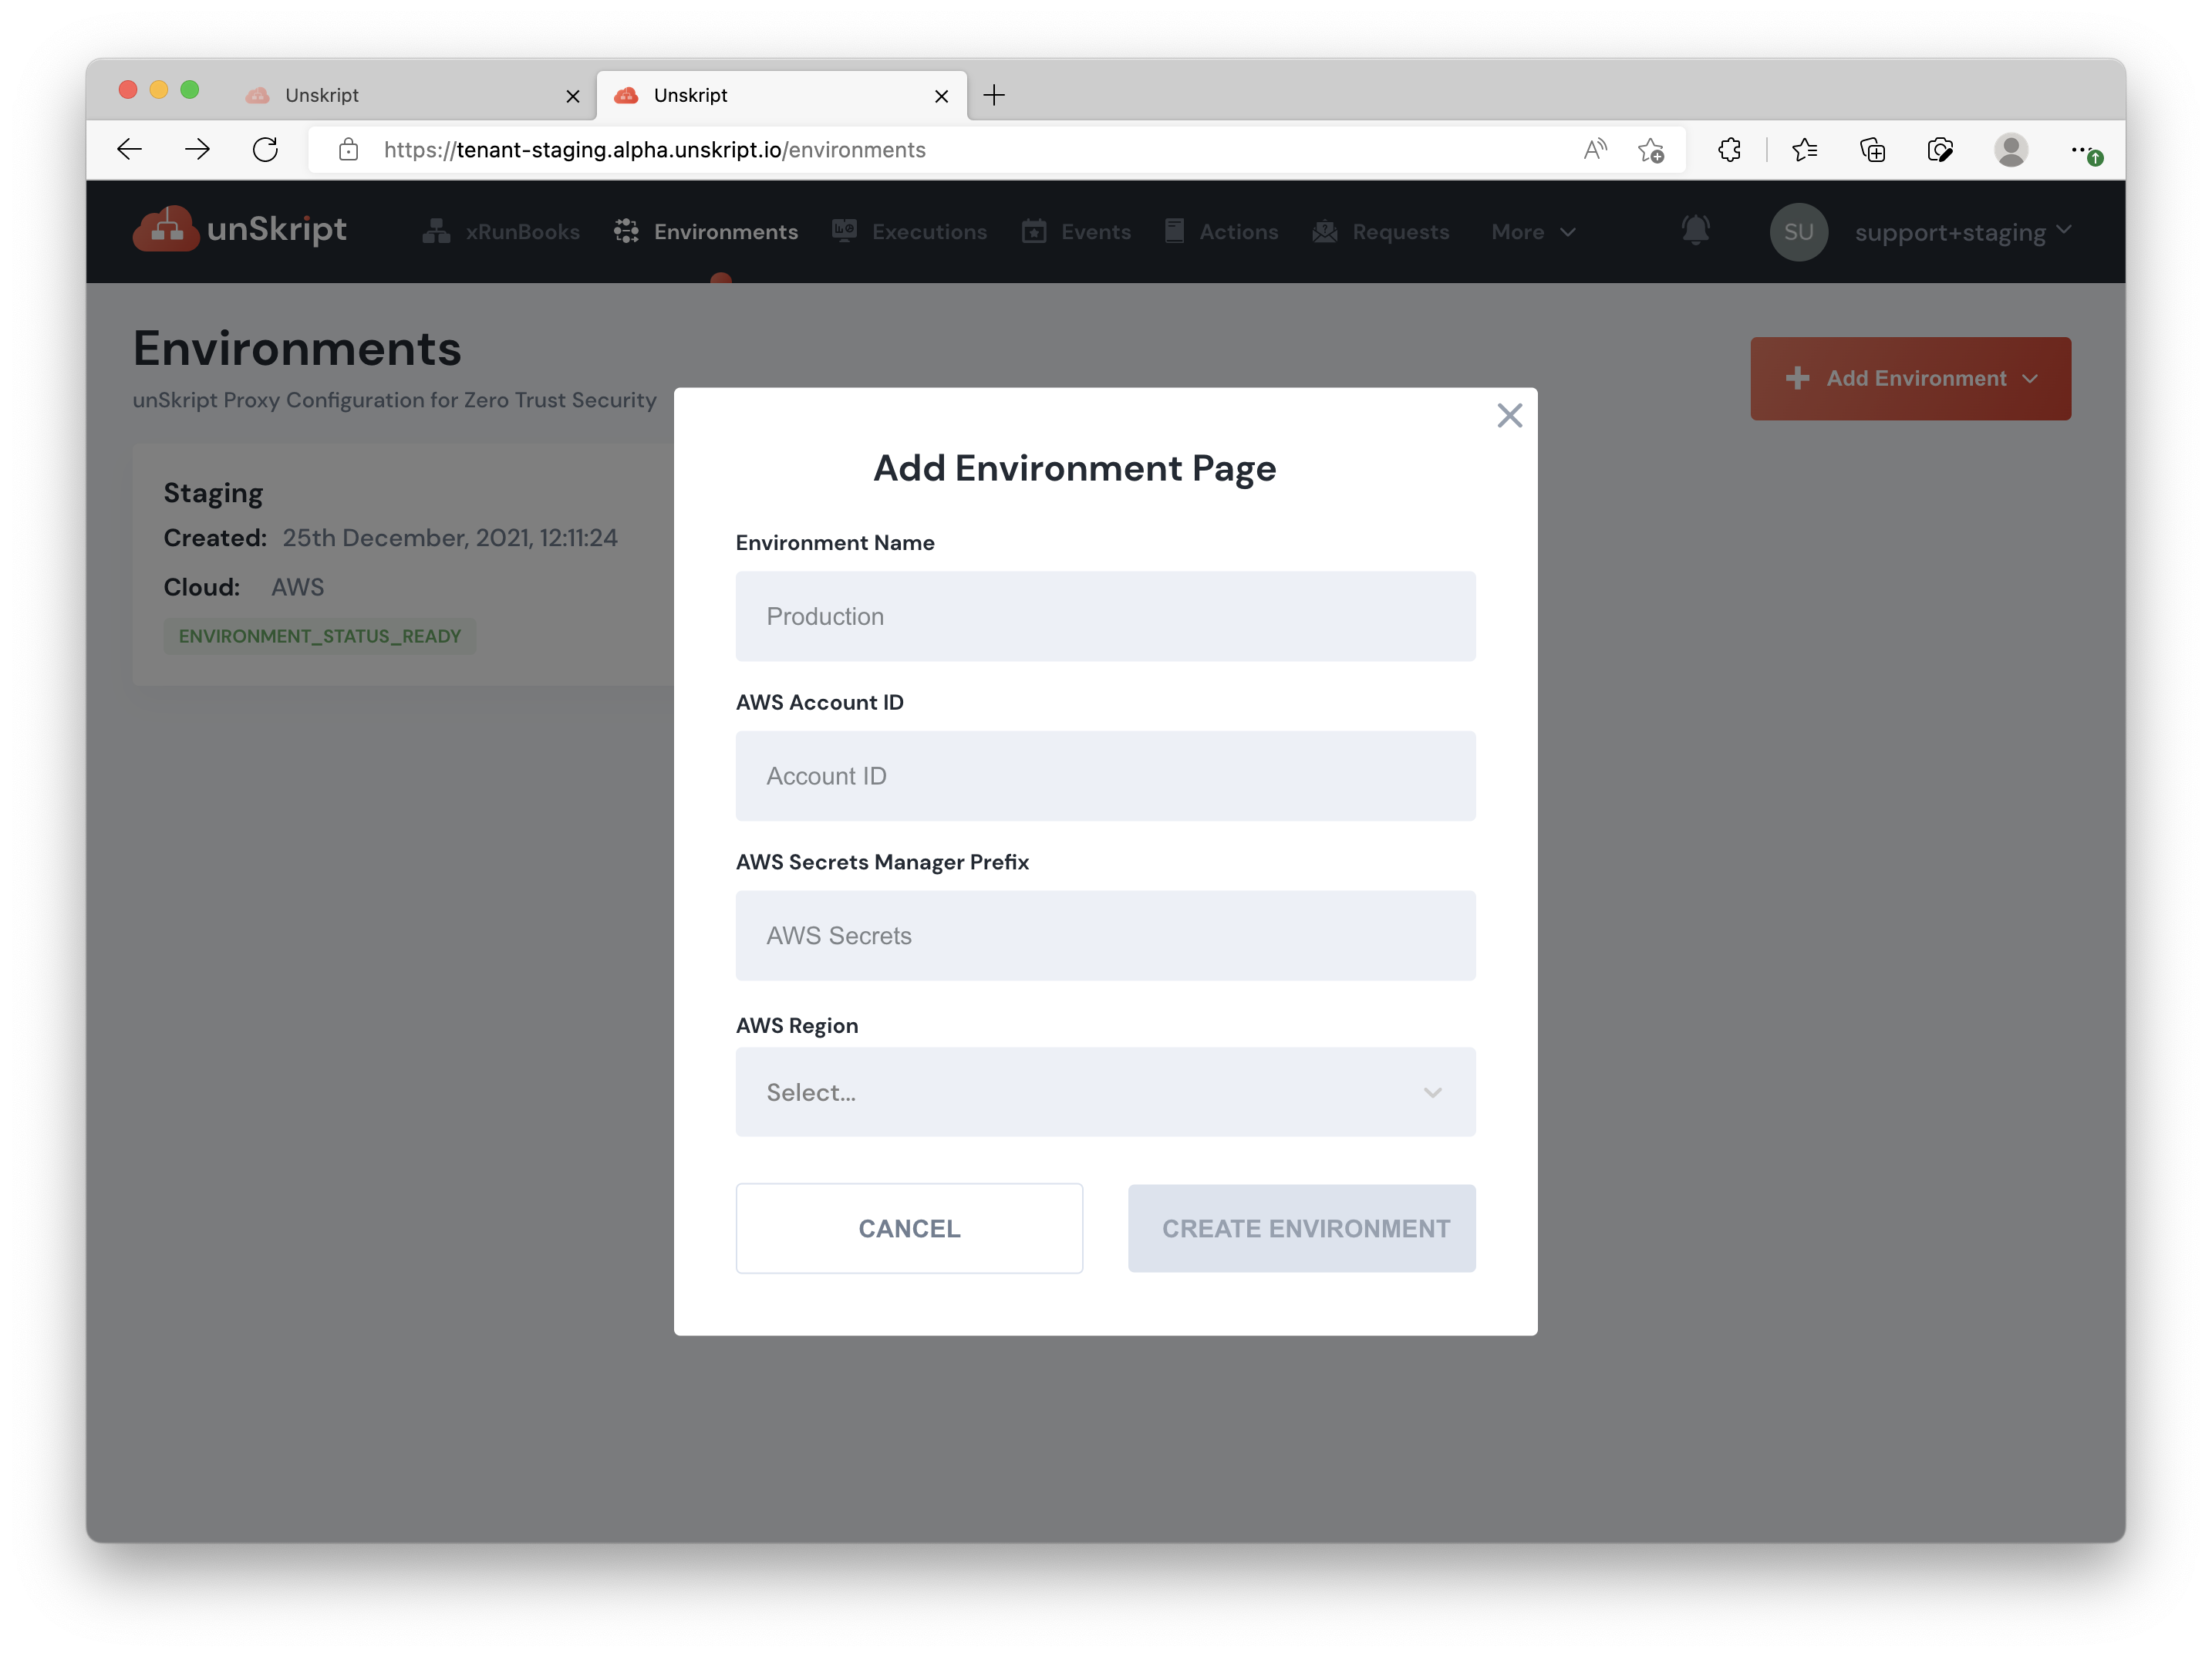 Unskript
Unskript
https://tenant-staging.alpha.unskript.io/environments
unSkript
xRunBooks
Environments
Executions
Events
Actions
Requests
More
SU
support+staging
Environments
unSkript Proxy Configuration for Zero Trust Security
Add Environment
Staging
Created: 25th December, 2021, 12:11:24
Cloud: AWS
ENVIRONMENT_STATUS_READY
Add Environment Page
Environment Name
Production
AWS Account ID
Account ID
AWS Secrets Manager Prefix
AWS Secrets
AWS Region
Select...
CANCEL
CREATE ENVIRONMENT